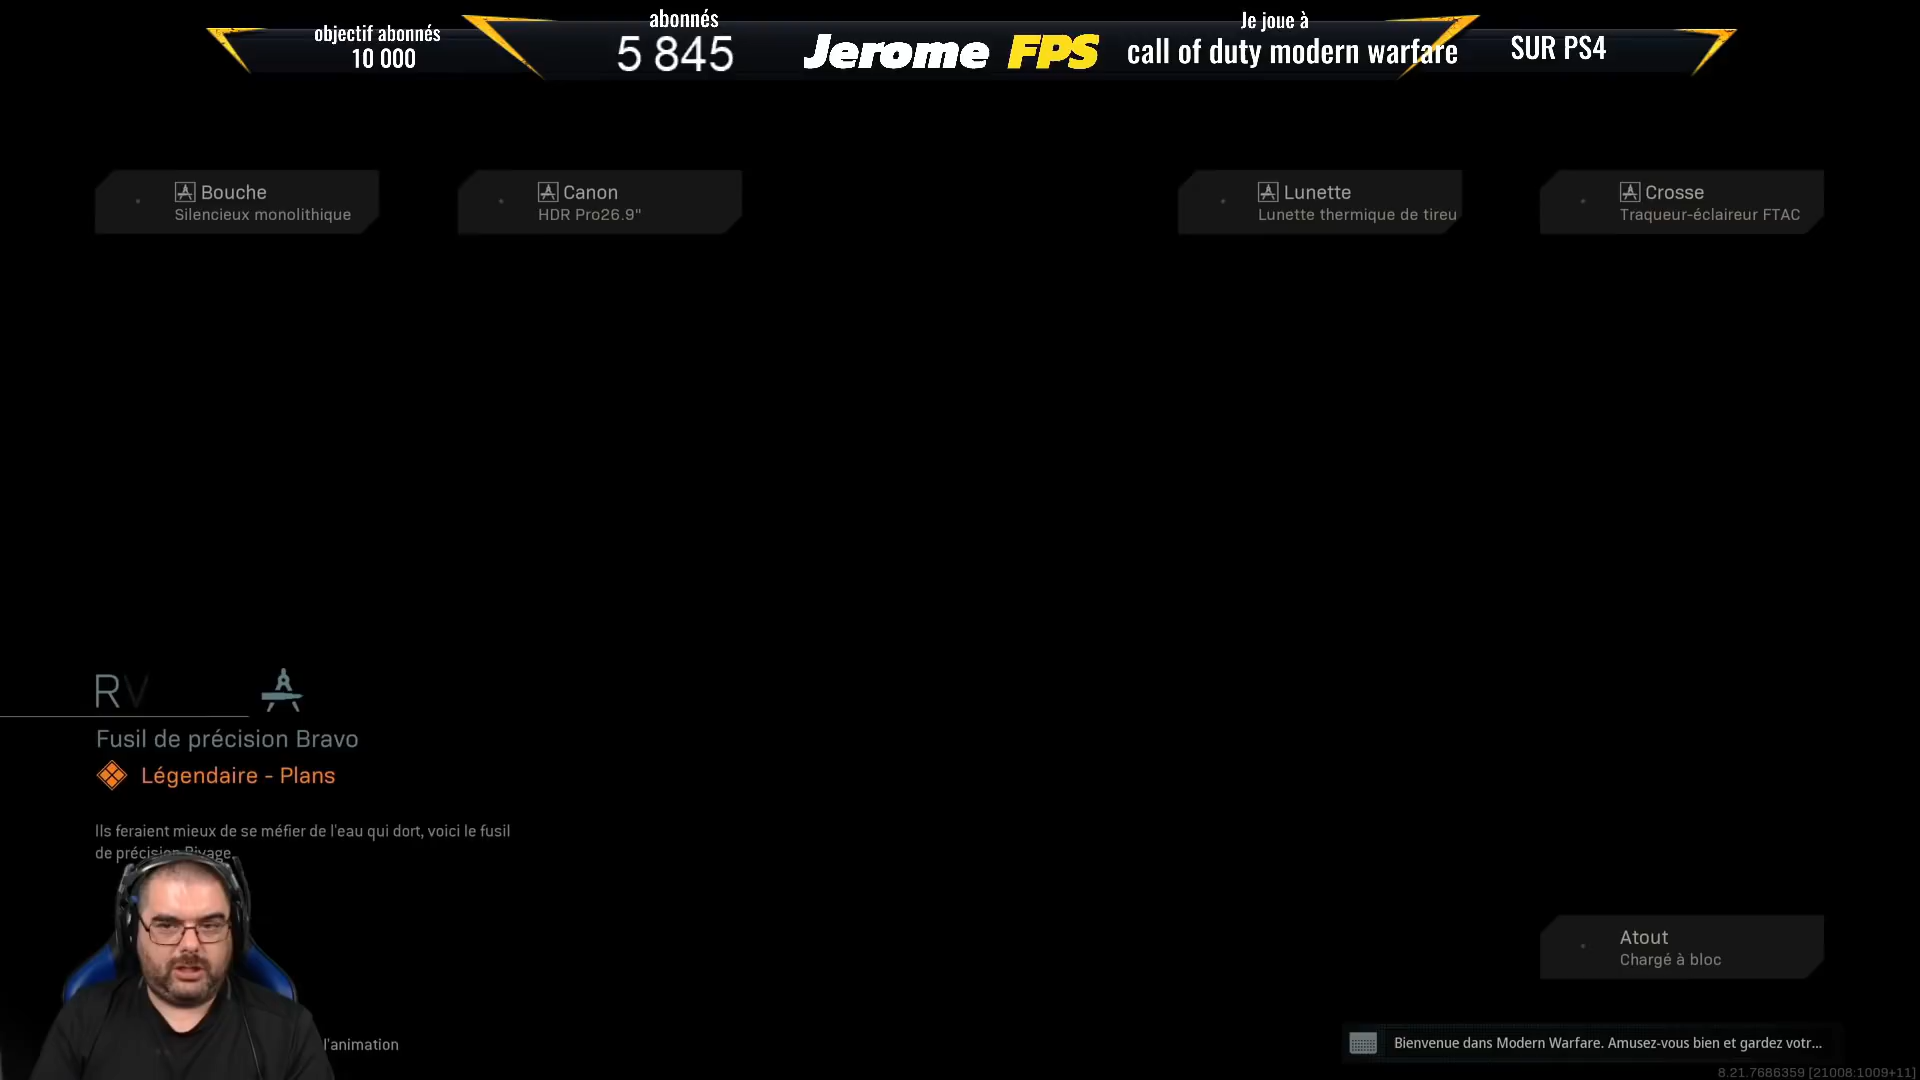 objectif abonnés
10 000
abonnés
5 845
Jerome FPS
Je joue à
call of duty modern warfare
SUR PS4
Bouche
Silencieux monolithique
Canon
HDR Pro26.9"
Lunette
Lunette thermique de tireu
Crosse
Traqueur-éclaireur FTAC
RV
Fusil de précision Bravo
Légendaire - Plans
Ils feraient mieux de se méfier de l'eau qui dort, voici le fusil
de précision Rivage.
Atout
Chargé à bloc
l'animation
Bienvenue dans Modern Warfare. Amusez-vous bien et gardez votr...
8.21.7686359 [21008:1009+11]